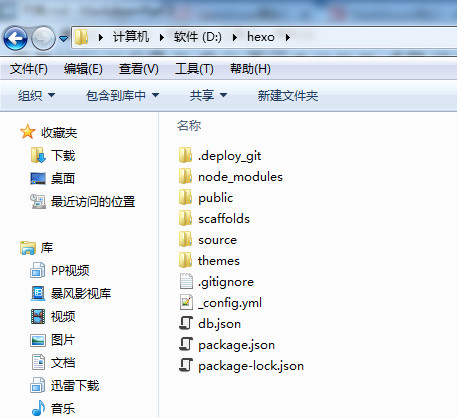 计算机 ▸ 软件 (D:) ▸ hexo ▸
文件(F) 编辑(E) 查看(V) 工具(T) 帮助(H)
组织 包含到库中 共享 新建文件夹
收藏夹
下载
桌面
最近访问的位置
库
PP视频
暴风影视库
视频
图片
文档
迅雷下载
音乐
名称
.deploy_git
node_modules
public
scaffolds
source
themes
.gitignore
_config.yml
db.json
package.json
package-lock.json